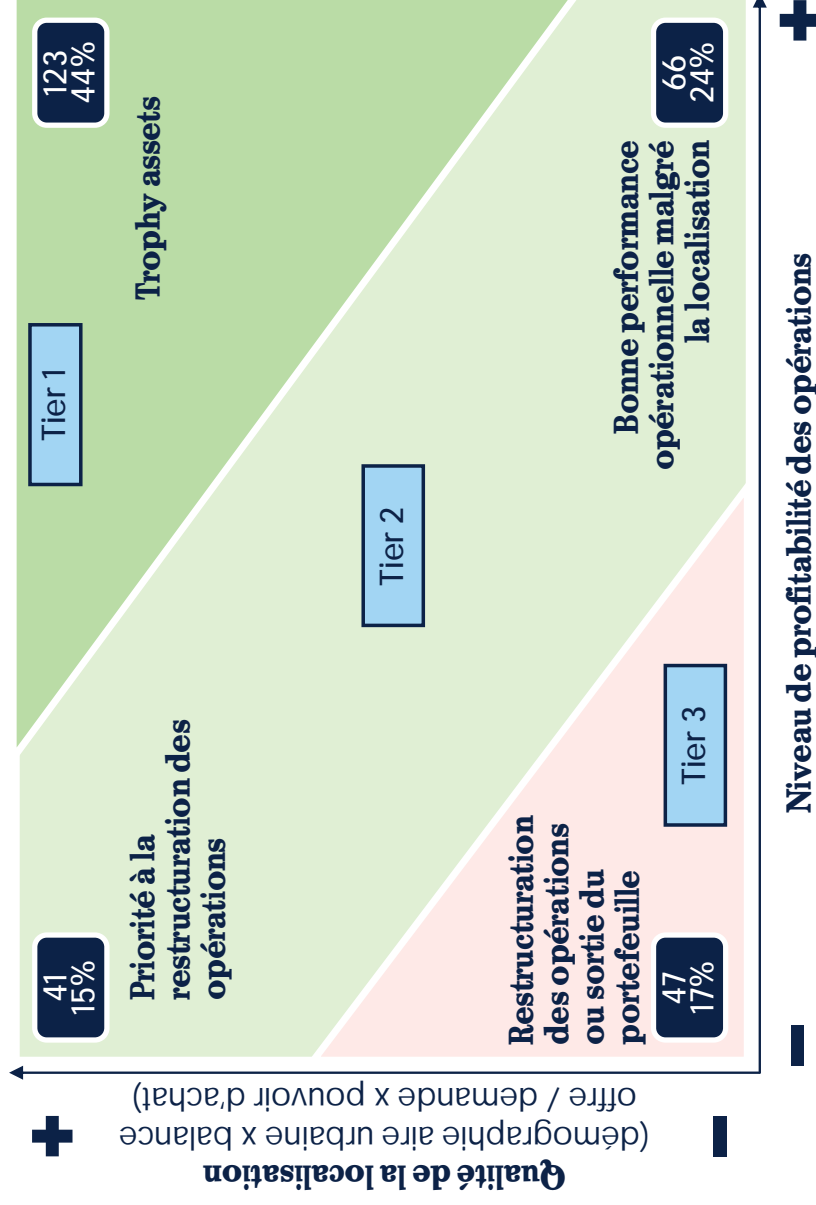 Qualité de la localisation
(démographie aire urbaine x balance
offre / demande x pouvoir d'achat)
+
−
41
15%
Priorité à la
restructuration des
opérations
Tier 1
123
44%
Trophy assets
Tier 2
Restructuration
des opérations
ou sortie du
portefeuille
47
17%
Tier 3
Bonne performance
opérationnelle malgré
la localisation
66
24%
−
Niveau de profitabilité des opérations
+